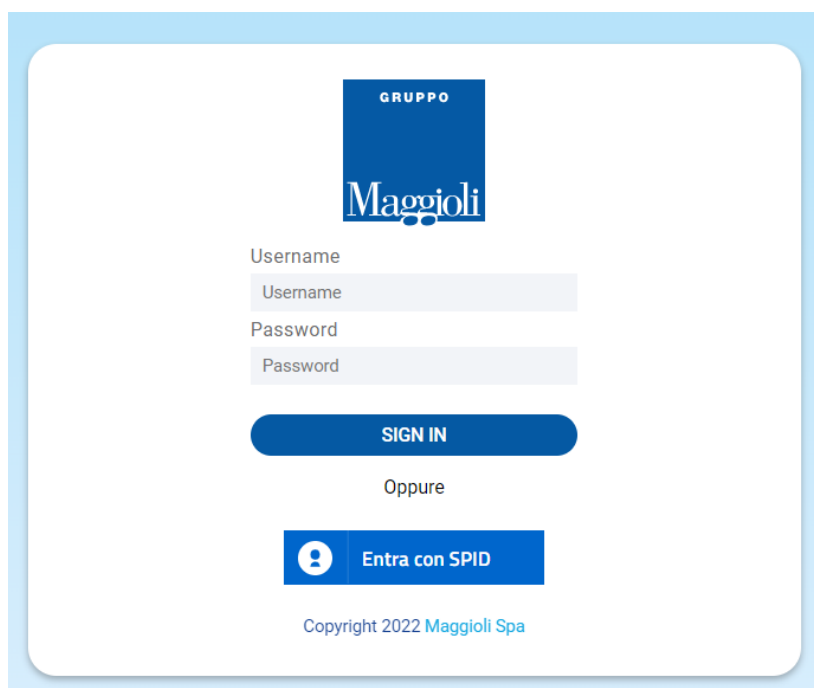 GRUPPO
Maggioli
Username
Username
Password
Password
SIGN IN
Oppure
Entra con SPID
Copyright 2022 Maggioli Spa